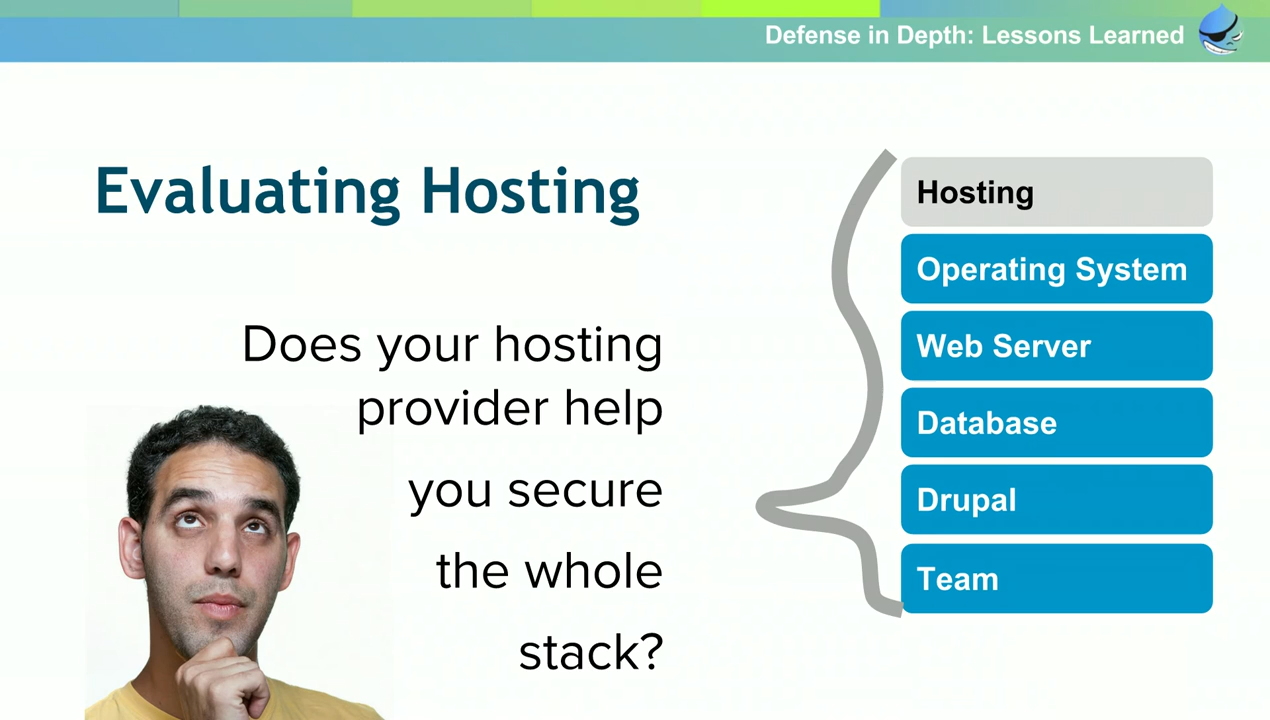 Defense in Depth: Lessons Learned
Evaluating Hosting
Does your hosting
provider help
you secure
the whole
stack?
Hosting
Operating System
Web Server
Database
Drupal
Team